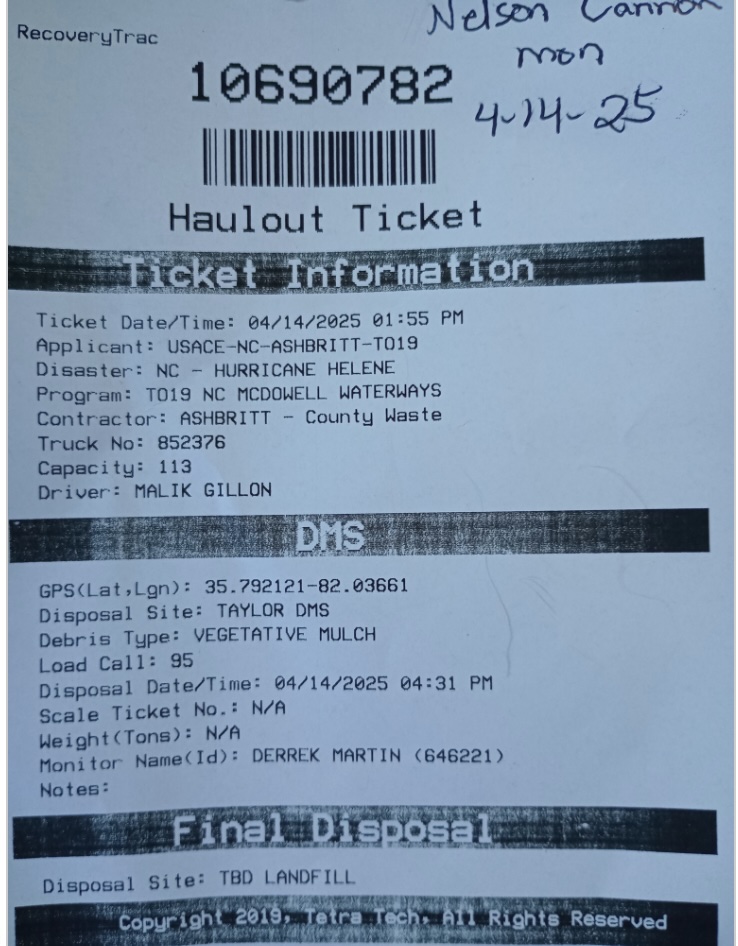 Nelson Cannon
RecoveryTrac
mon
10690782
4-14-25
Haulout Ticket
Ticket Information
Ticket Date/Time: 04/14/2025 01:55 PM
Applicant: USACE-NC-ASHBRITT-TO19
Disaster: NC - HURRICANE HELENE
Program: TO19 NC MCDOWELL WATERWAYS
Contractor: ASHBRITT - County Waste
Truck No: 852376
Capacity: 113
Driver: MALIK GILLON
DMS
GPS(Lat,Lgn): 35.792121-82.03661
Disposal Site: TAYLOR DMS
Debris Type: VEGETATIVE MULCH
Load Call: 95
Disposal Date/Time: 04/14/2025 04:31 PM
Scale Ticket No.: N/A
Weight(Tons): N/A
Monitor Name(Id): DERREK MARTIN (646221)
Notes:
Final Disposal
Disposal Site: TBD LANDFILL
Copyright 2019, Tetra Tech, All Rights Reserved